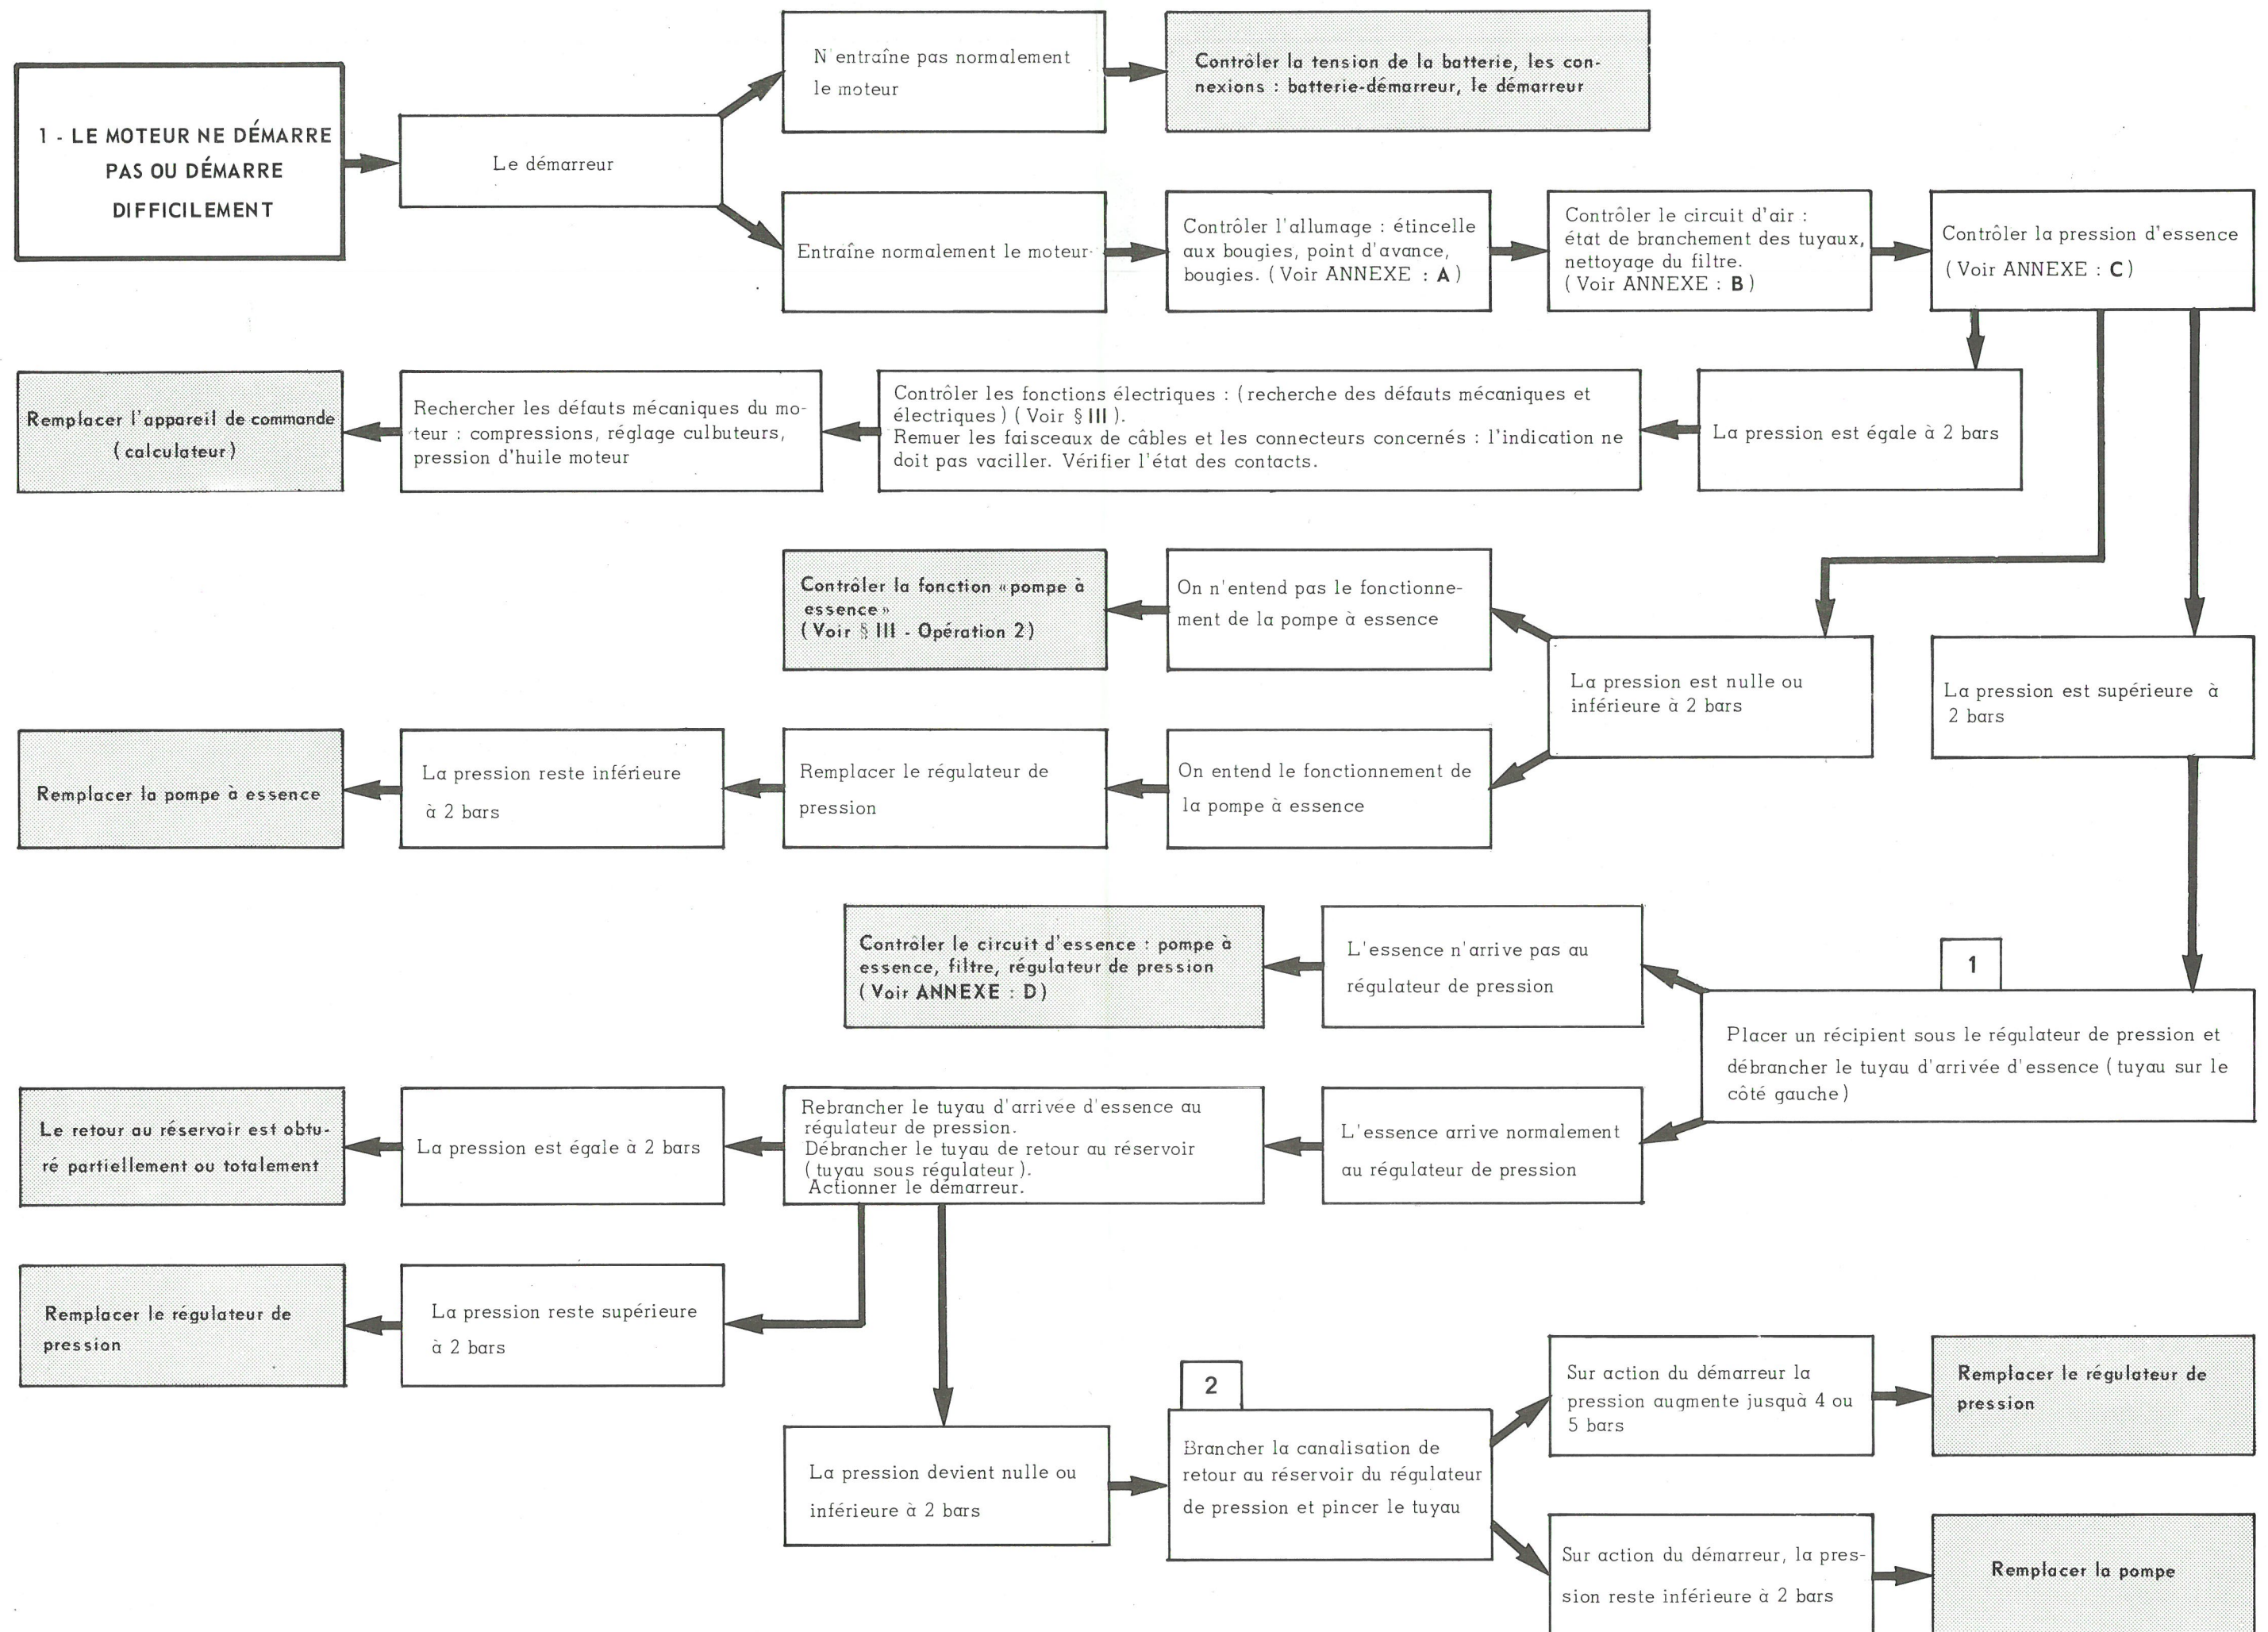 1 - LE MOTEUR NE DÉMARRE
PAS OU DÉMARRE
DIFFICILEMENT
Le démarreur
N'entraîne pas normalement
le moteur
Contrôler la tension de la batterie, les con-
nexions : batterie-démarreur, le démarreur
Entraîne normalement le moteur
Contrôler l'allumage : étincelle
aux bougies, point d'avance,
bougies. (Voir ANNEXE : A)
Contrôler le circuit d'air :
état de branchement des tuyaux,
nettoyage du filtre.
(Voir ANNEXE : B)
Contrôler la pression d'essence
(Voir ANNEXE : C)
La pression est égale à 2 bars
Contrôler les fonctions électriques : (recherche des défauts mécaniques et
électriques) (Voir § III).
Remuer les faisceaux de câbles et les connecteurs concernés : l'indication ne
doit pas vaciller. Vérifier l'état des contacts.
Rechercher les défauts mécaniques du mo-
teur : compressions, réglage culbuteurs,
pression d'huile moteur
Remplacer l'appareil de commande
(calculateur)
Contrôler la fonction «pompe à
essence»
(Voir § III - Opération 2)
On n'entend pas le fonctionne-
ment de la pompe à essence
La pression est nulle ou
inférieure à 2 bars
La pression est supérieure à
2 bars
Remplacer la pompe à essence
La pression reste inférieure
à 2 bars
Remplacer le régulateur de
pression
On entend le fonctionnement de
la pompe à essence
Contrôler le circuit d'essence : pompe à
essence, filtre, régulateur de pression
(Voir ANNEXE : D)
L'essence n'arrive pas au
régulateur de pression
1
Placer un récipient sous le régulateur de pression et
débrancher le tuyau d'arrivée d'essence (tuyau sur le
côté gauche)
Le retour au réservoir est obtu-
ré partiellement ou totalement
La pression est égale à 2 bars
Rebrancher le tuyau d'arrivée d'essence au
régulateur de pression.
Débrancher le tuyau de retour au réservoir
(tuyau sous régulateur).
Actionner le démarreur.
L'essence arrive normalement
au régulateur de pression
Remplacer le régulateur de
pression
La pression reste supérieure
à 2 bars
La pression devient nulle ou
inférieure à 2 bars
2
Brancher la canalisation de
retour au réservoir du régulateur
de pression et pincer le tuyau
Sur action du démarreur la
pression augmente jusquà 4 ou
5 bars
Remplacer le régulateur de
pression
Sur action du démarreur, la pres-
sion reste inférieure à 2 bars
Remplacer la pompe